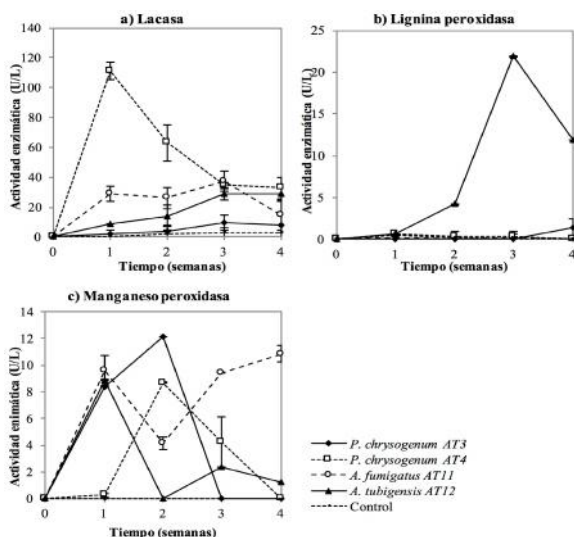 a) Lacasa
140
120
100
80
60
40
20
0
Actividad enzimática (U/L)
0 1 2 3 4
Tiempo (semanas)
b) Lignina peroxidasa
25
20
15
10
5
0
Actividad enzimática (U/L)
0 1 2 3 4
Tiempo (semanas)
c) Manganeso peroxidasa
14
12
10
8
6
4
2
0
Actividad enimática (U/L)
0 1 2 3 4
Tiempo (semanas)
P. chrysogenum AT3
P. chrysogenum AT4
A. fumigatus AT11
A. tubigensis AT12
Control